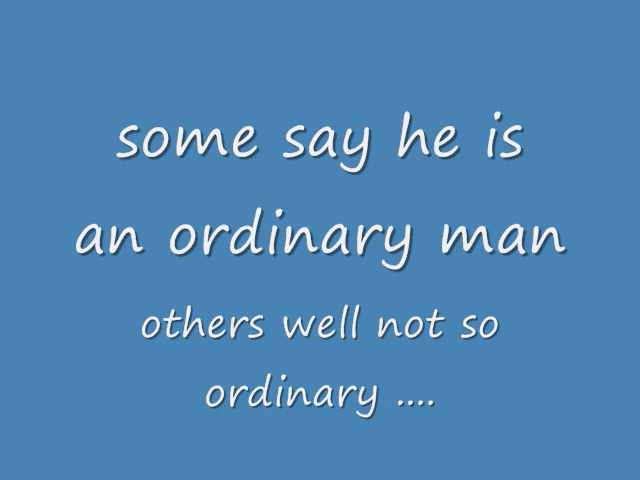 some say he is
an ordinary man
others well not so
ordinary ....